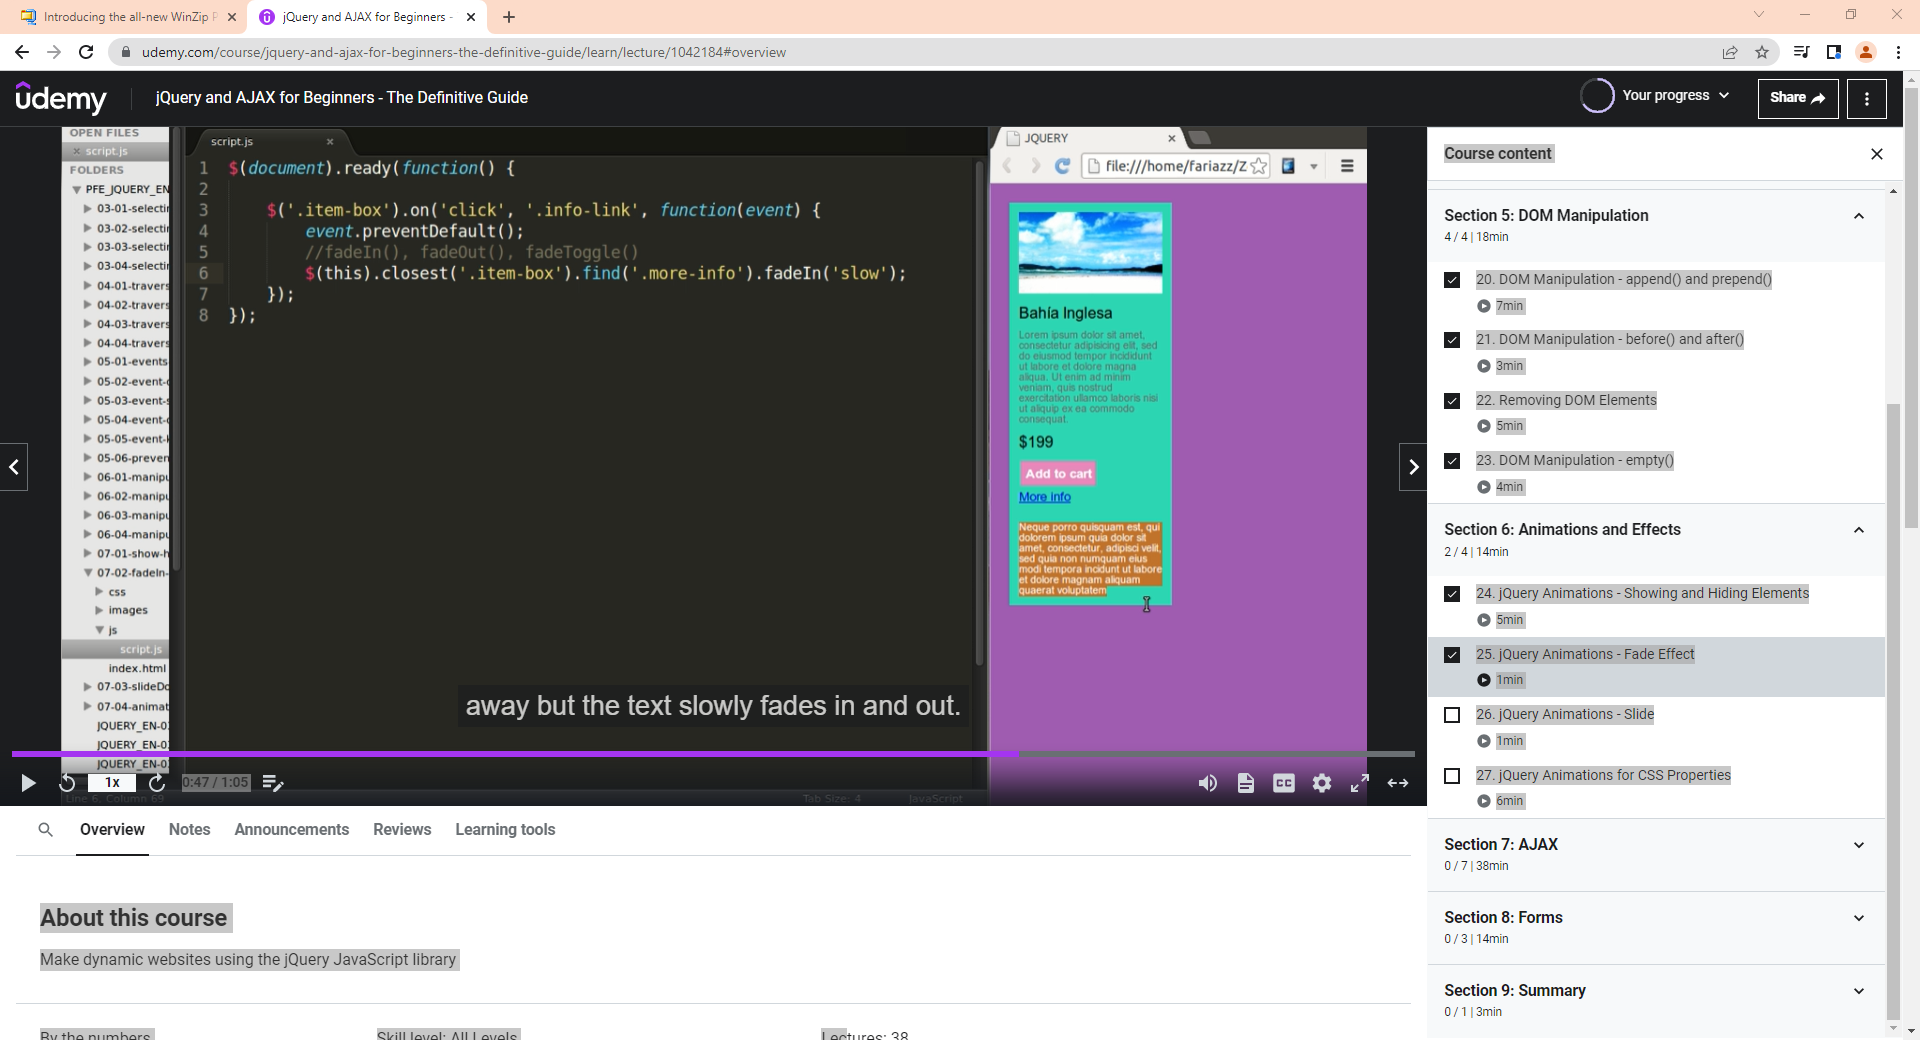 Introducing the all-new WinZip P
jQuery and AJAX for Beginners -
udemy.com/course/jquery-and-ajax-for-beginners-the-definitive-guide/learn/lecture/1042184#overview
ûdemy
jQuery and AJAX for Beginners - The Definitive Guide
Your progress
Share
OPEN FILES
script.js
FOLDERS
PFE_JQUERY_EN
03-01-selectin
03-02-selectin
03-03-selectin
03-04-selectin
04-01-travers
04-02-travers
04-03-travers
04-04-travers
05-01-events
05-02-event-
05-03-event-s
05-04-event-
05-05-event-
05-06-preven
06-01-manipu
06-02-manipu
06-03-manipu
06-04-manipu
07-01-show-h
07-02-fadeIn-
css
images
js
script.js
index.html
07-03-slideDo
07-04-animat
JQUERY_EN-0
JQUERY_EN-0
JQUERY_EN-0
script.js
1 $(document).ready(function() {
2
3 $('.item-box').on('click', '.info-link', function(event) {
4 event.preventDefault();
5 //fadeIn(), fadeOut(), fadeToggle()
6 $(this).closest('.item-box').find('.more-info').fadeIn('slow');
7 });
8 });
JQUERY
file:///home/fariazz/Z
Bahía Inglesa
Lorem ipsum dolor sit amet,
consectetur adipisicing elit, sed
do eiusmod tempor incididunt
ut labore et dolore magna
aliqua. Ut enim ad minim
veniam, quis nostrud
exercitation ullamco laboris nisi
ut aliquip ex ea commodo
consequat.
$199
Add to cart
More info
Neque porro quisquam est, qui
dolorem ipsum quia dolor sit
amet, consectetur, adipisci velit,
sed quia non numquam eius
modi tempora incidunt ut labore
et dolore magnam aliquam
quaerat voluptatem
away but the text slowly fades in and out.
1x
0:47 / 1:05
CC
Line 6, Column 69
Tab Size: 4
JavaScript
Course content
Section 5: DOM Manipulation
4 / 4 | 18min
20. DOM Manipulation - append() and prepend()
7min
21. DOM Manipulation - before() and after()
3min
22. Removing DOM Elements
5min
23. DOM Manipulation - empty()
4min
Section 6: Animations and Effects
2 / 4 | 14min
24. jQuery Animations - Showing and Hiding Elements
5min
25. jQuery Animations - Fade Effect
1min
26. jQuery Animations - Slide
1min
27. jQuery Animations for CSS Properties
6min
Section 7: AJAX
0 / 7 | 38min
Section 8: Forms
0 / 3 | 14min
Section 9: Summary
0 / 1 | 3min
Overview
Notes
Announcements
Reviews
Learning tools
About this course
Make dynamic websites using the jQuery JavaScript library
By the numbers
Skill level: All Levels
Lectures: 38